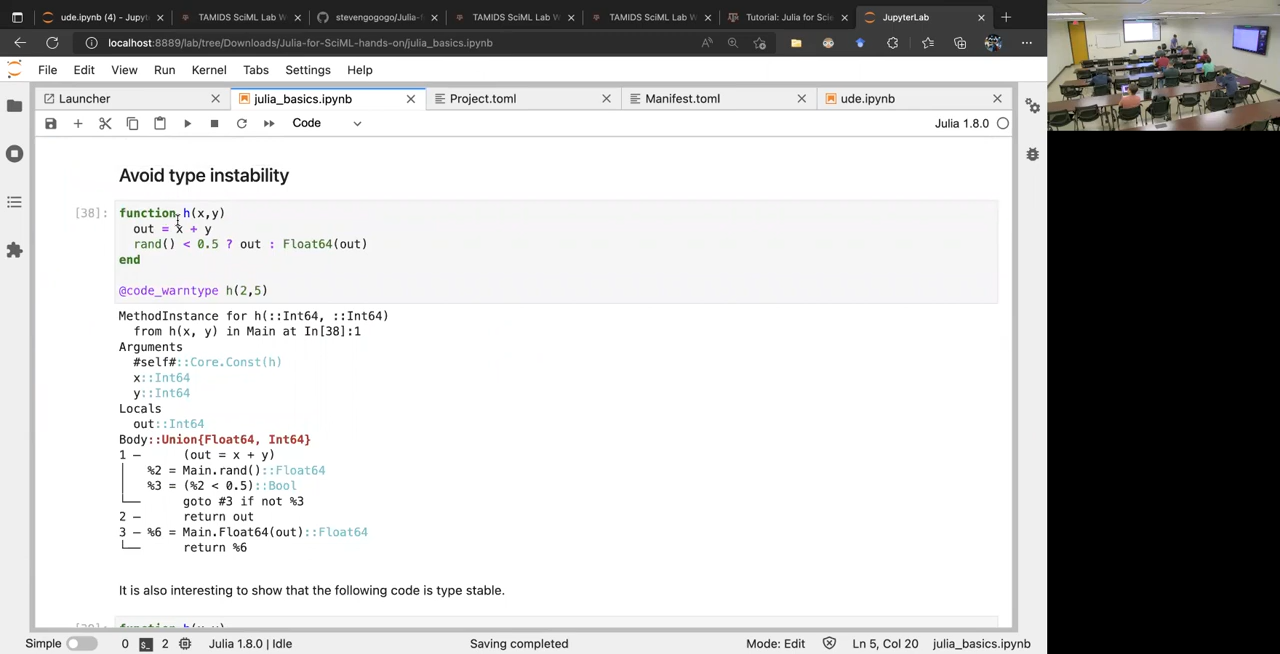 ude.ipynb (4) - Jupyt
TAMIDS SciML Lab W
stevengogogo/Julia-
TAMIDS SciML Lab W
TAMIDS SciML Lab W
Tutorial: Julia for Scie
JupyterLab
localhost:8889/lab/tree/Downloads/Julia-for-SciML-hands-on/julia_basics.ipynb
File Edit View Run Kernel Tabs Settings Help
Launcher
julia_basics.ipynb
Project.toml
Manifest.toml
ude.ipynb
Code
Julia 1.8.0
Avoid type instability
[38]:
function h(x,y)
out = x + y
rand() < 0.5 ? out : Float64(out)
end
@code_warntype h(2,5)
MethodInstance for h(::Int64, ::Int64)
from h(x, y) in Main at In[38]:1
Arguments
#self#::Core.Const(h)
x::Int64
y::Int64
Locals
out::Int64
Body::Union{Float64, Int64}
1 ─ (out = x + y)
│ %2 = Main.rand()::Float64
│ %3 = (%2 < 0.5)::Bool
└── goto #3 if not %3
2 ─ return out
3 ─ %6 = Main.Float64(out)::Float64
└── return %6
It is also interesting to show that the following code is type stable.
Simple 0 2 Julia 1.8.0 | Idle Saving completed Mode: Edit Ln 5, Col 20 julia_basics.ipynb